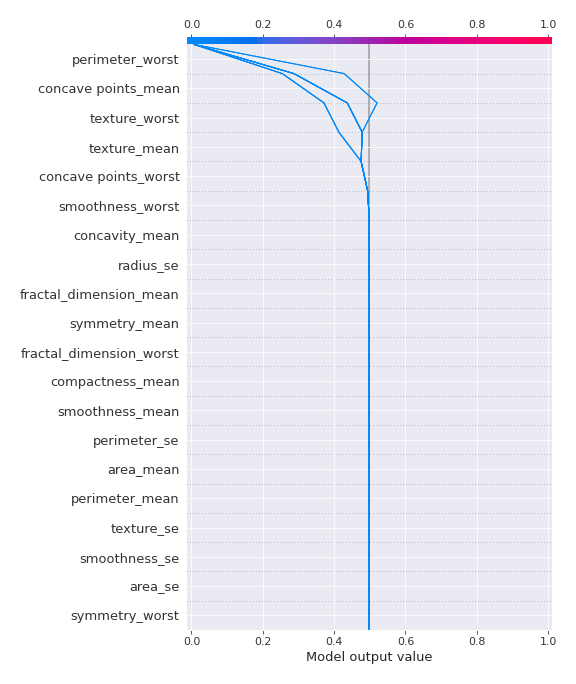 0.0 0.2 0.4 0.6 0.8 1.0
perimeter_worst
concave points_mean
texture_worst
texture_mean
concave points_worst
smoothness_worst
concavity_mean
radius_se
fractal_dimension_mean
symmetry_mean
fractal_dimension_worst
compactness_mean
smoothness_mean
perimeter_se
area_mean
perimeter_mean
texture_se
smoothness_se
area_se
symmetry_worst
0.0 0.2 0.4 0.6 0.8 1.0
Model output value